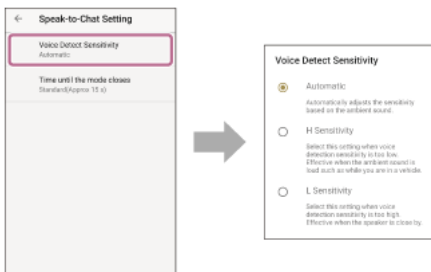 Speak-to-Chat Setting
Voice Detect Sensitivity
Automatic
Time until the mode closes
Standard(Approx 15 s)
Voice Detect Sensitivity
Automatic
Automatically adjusts the sensitivity
based on the ambient sound.
H Sensitivity
Select this setting when voice
detection sensitivity is too low.
Effective when the ambient sound is
loud such as while you are in a vehicle.
L Sensitivity
Select this setting when voice
detection sensitivity is too high.
Effective when the speaker is close by.